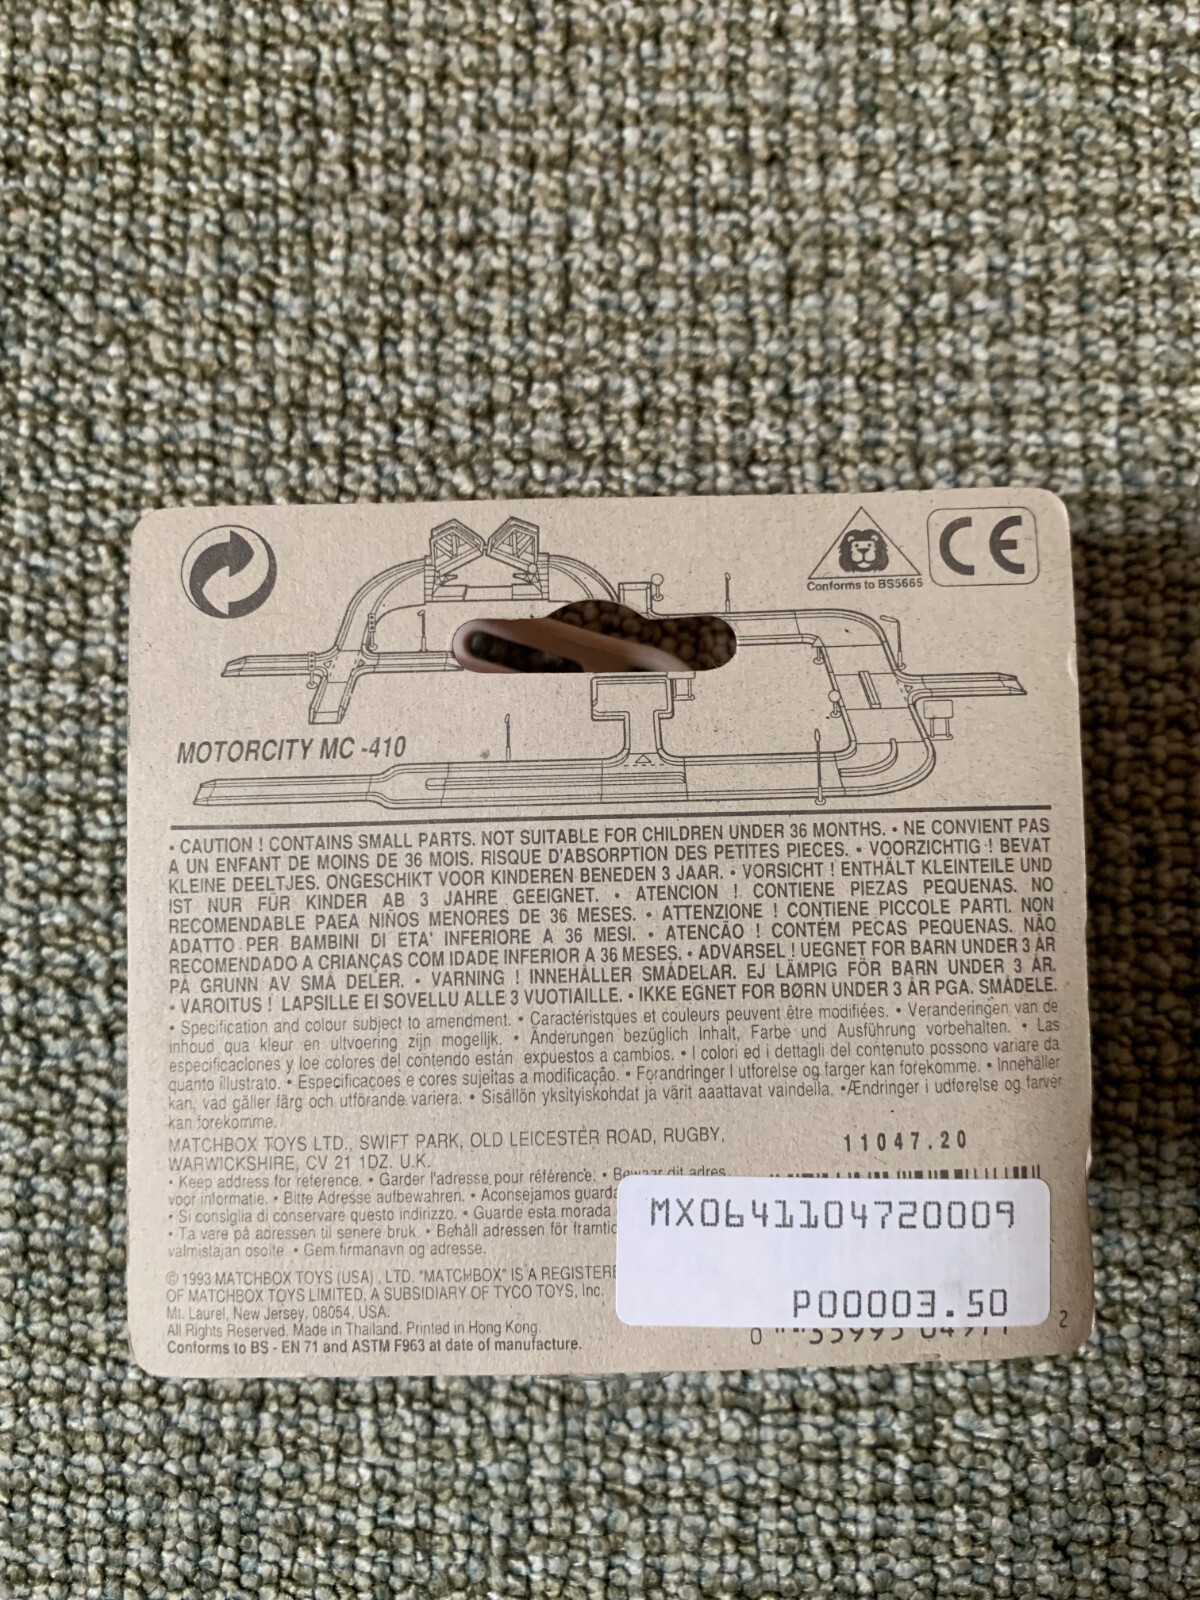 CE
Conforms to BS5665
MOTORCITY MC -410
• CAUTION ! CONTAINS SMALL PARTS. NOT SUITABLE FOR CHILDREN UNDER 36 MONTHS. • NE CONVIENT PAS
A UN ENFANT DE MOINS DE 36 MOIS. RISQUE D'ABSORPTION DES PETITES PIECES. • VOORZICHTIG ! BEVAT
KLEINE DEELTJES. ONGESCHIKT VOOR KINDEREN BENEDEN 3 JAAR. • VORSICHT ! ENTHÄLT KLEINTEILE UND
IST NUR FÜR KINDER AB 3 JAHRE GEEIGNET. • ATENCION ! CONTIENE PIEZAS PEQUENAS. NO
RECOMENDABLE PAEA NIÑOS MENORES DE 36 MESES. • ATTENZIONE ! CONTIENE PICCOLE PARTI. NON
ADATTO PER BAMBINI DI ETA' INFERIORE A 36 MESI. • ATENCÃO ! CONTÉM PECAS PEQUENAS. NÃO
RECOMENDADO A CRIANÇAS COM IDADE INFERIOR A 36 MESES. • ADVARSEL ! UEGNET FOR BARN UNDER 3 ÅR
PÅ GRUNN AV SMÅ DELER. • VARNING ! INNEHÅLLER SMÅDELAR. EJ LÄMPIG FÖR BARN UNDER 3 ÅR.
• VAROITUS ! LAPSILLE EI SOVELLU ALLE 3 VUOTIAILLE. • IKKE EGNET FOR BØRN UNDER 3 ÅR PGA. SMÅDELE.
• Specification and colour subject to amendment. • Caractéristques et couleurs peuvent être modifiées. • Veranderingen van de
inhoud qua kleur en uitvoering zijn mogelijk. • Änderungen bezüglich Inhalt, Farbe und Ausführung vorbehalten. • Las
especificaciones y loe colores del contendo están expuestos a cambios. • I colori ed i dettagli del contenuto possono variare da
quanto illustrato. • Especificaçoes e cores sujeitas a modificação. • Forandringer I utforelse og farger kan forekomme. • Innehåller
kan, vad gäller färg och utförande variera. • Sisällön yksityiskohdat ja värit aaattavat vaindella. • Ændringer i udførelse og farver
kan forekomme.
MATCHBOX TOYS LTD., SWIFT PARK, OLD LEICESTER ROAD, RUGBY,
WARWICKSHIRE, CV 21 1DZ. U.K.
11047.20
• Keep address for reference. • Garder l'adresse pour référence. • Bewaar dit adres
voor informatie. • Bitte Adresse aufbewahren. • Aconsejamos guarda
• Si consiglia di conservare questo indirizzo. • Guarde esta morada
• Ta vare på adressen til senere bruk. • Behåll adressen för framtid
valmistajan osoite. • Gem firmanavn og adresse.
MX0641104720009
P00003.50
© 1993 MATCHBOX TOYS (USA) , LTD. "MATCHBOX" IS A REGISTERE
OF MATCHBOX TOYS LIMITED, A SUBSIDIARY OF TYCO TOYS, Inc.
Mt. Laurel, New Jersey, 08054, USA.
All Rights Reserved. Made in Thailand. Printed in Hong Kong.
Conforms to BS - EN 71 and ASTM F963 at date of manufacture.
0
2